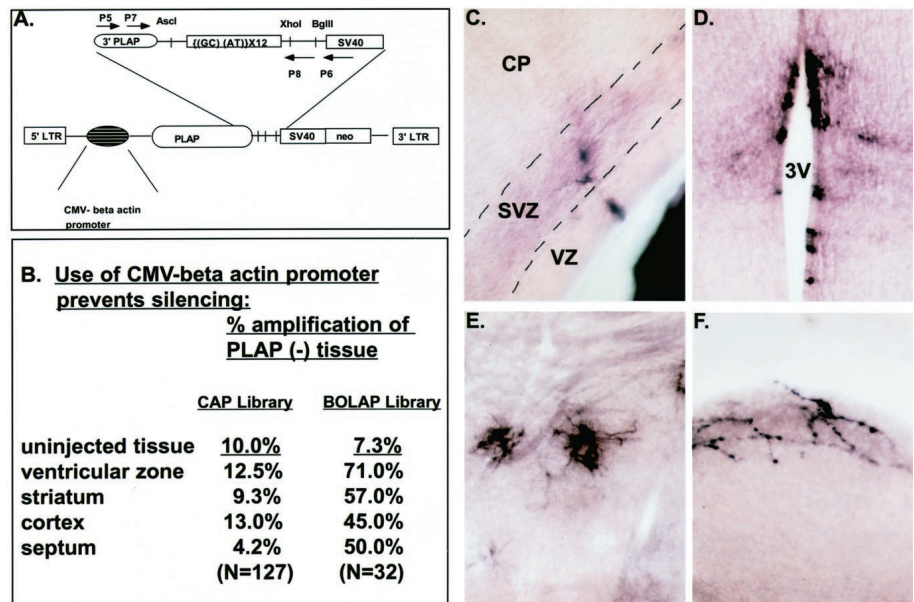 A.
P5 P7
AscI
XhoI
BglII
3' PLAP
{(GC) (AT)}X12
SV40
P8
P6
5' LTR
PLAP
SV40
neo
3' LTR
CMV- beta actin
promoter
B. Use of CMV-beta actin promoter
prevents silencing:
% amplification of
PLAP (-) tissue
CAP Library BOLAP Library
uninjected tissue 10.0% 7.3%
ventricular zone 12.5% 71.0%
striatum 9.3% 57.0%
cortex 13.0% 45.0%
septum 4.2% 50.0%
(N=127) (N=32)
C.
CP
SVZ
VZ
D.
3V
E.
F.